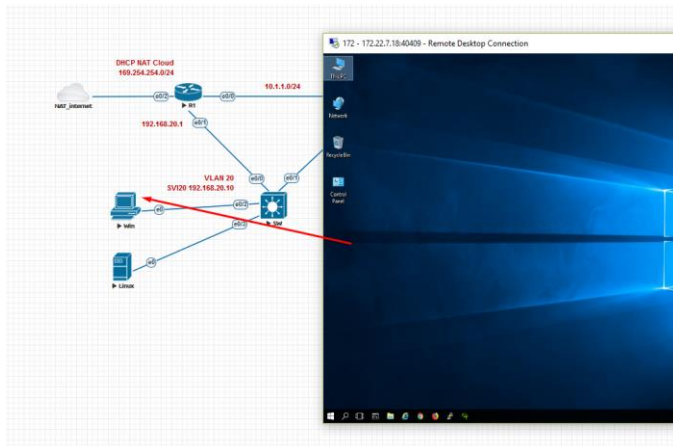 172 - 172.22.7.18:40409 - Remote Desktop Connection
DHCP NAT Cloud
169.254.254.0/24
This PC
NAT_internet
e0/2
R1
e0/0
10.1.1.0/24
Network
192.168.20.1
e0/1
Recycle Bin
VLAN 20
SVI20 192.168.20.10
e0/0
e0/1
Control
Panel
Win
e0
e0/2
SW
e0/3
Linux
e0